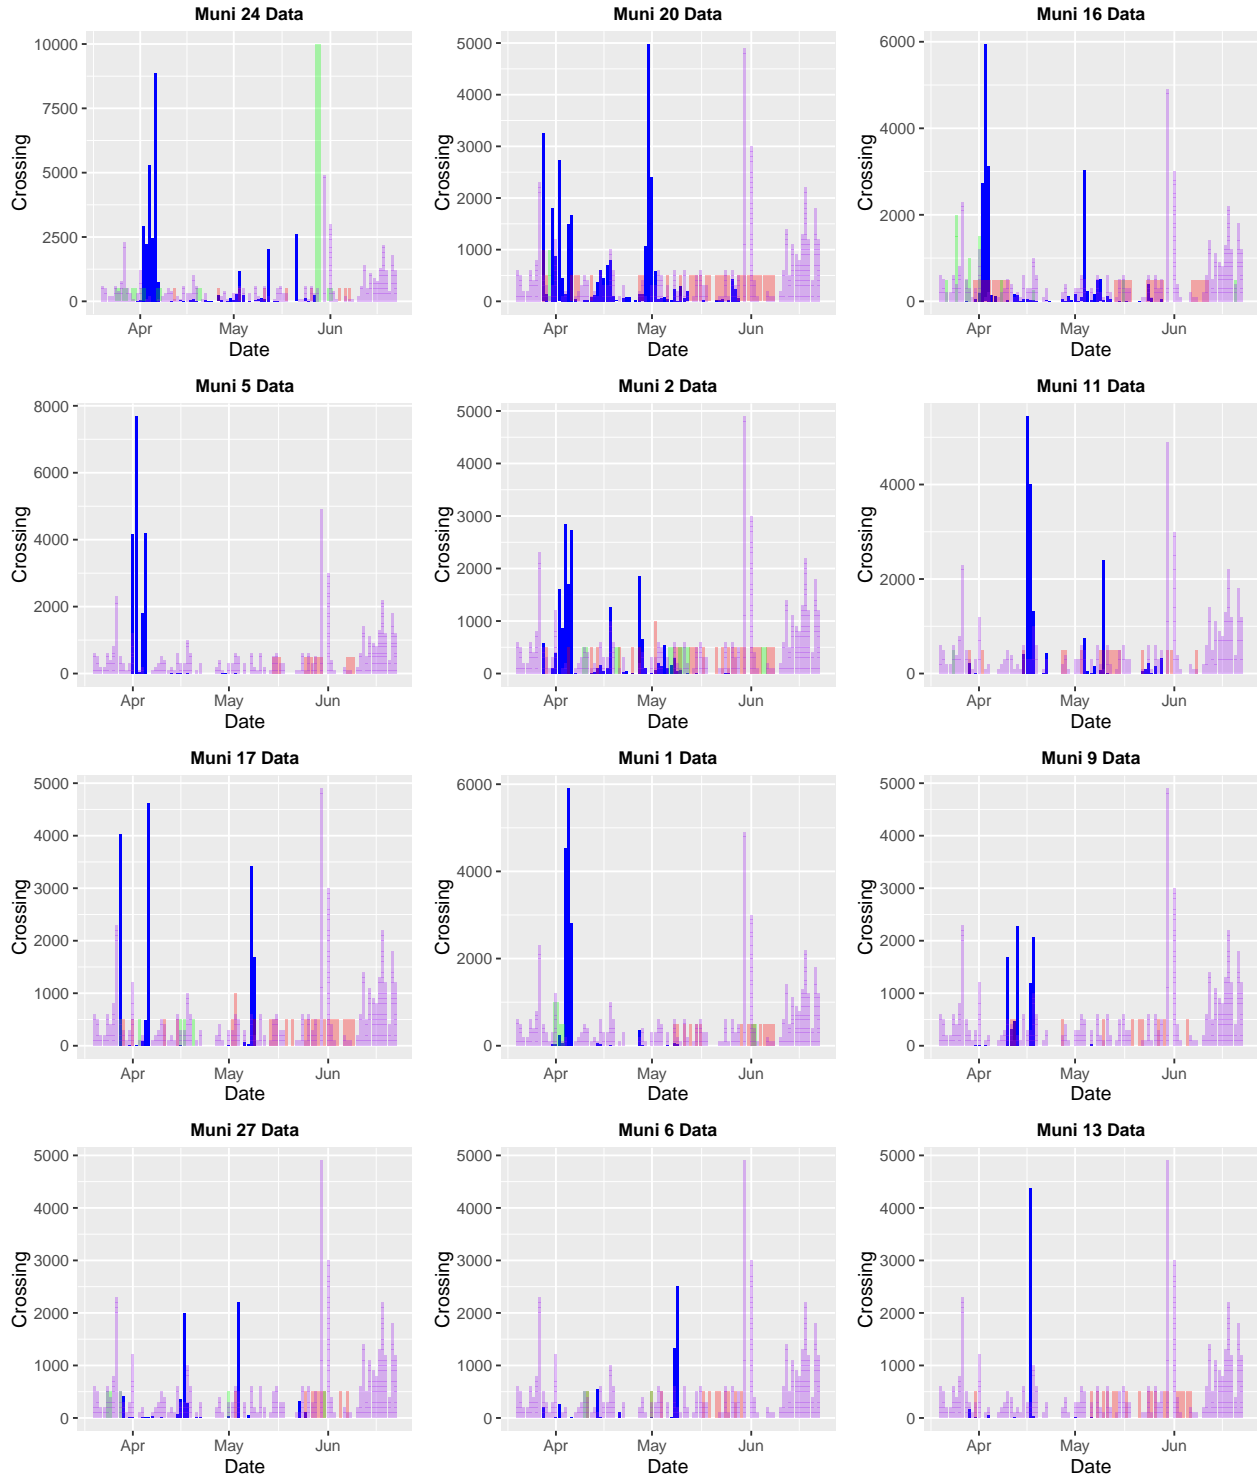 Muni 24 Data
Crossing
10000
7500
5000
2500
0
Apr May Jun
Date
Muni 20 Data
Crossing
5000
4000
3000
2000
1000
0
Apr May Jun
Date
Muni 16 Data
Crossing
6000
4000
2000
0
Apr May Jun
Date
Muni 5 Data
Crossing
8000
6000
4000
2000
0
Apr May Jun
Date
Muni 2 Data
Crossing
5000
4000
3000
2000
1000
0
Apr May Jun
Date
Muni 11 Data
Crossing
4000
2000
0
Apr May Jun
Date
Muni 17 Data
Crossing
5000
4000
3000
2000
1000
0
Apr May Jun
Date
Muni 1 Data
Crossing
6000
4000
2000
0
Apr May Jun
Date
Muni 9 Data
Crossing
5000
4000
3000
2000
1000
0
Apr May Jun
Date
Muni 27 Data
Crossing
5000
4000
3000
2000
1000
0
Apr May Jun
Date
Muni 6 Data
Crossing
5000
4000
3000
2000
1000
0
Apr May Jun
Date
Muni 13 Data
Crossing
5000
4000
3000
2000
1000
0
Apr May Jun
Date